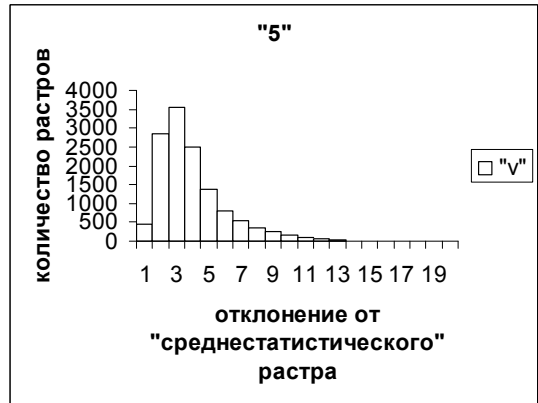 "5"
количество растров
4000
3500
3000
2500
2000
1500
1000
500
0
1 3 5 7 9 11 13 15 17 19
отклонение от
"среднестатистического"
растра
"v"